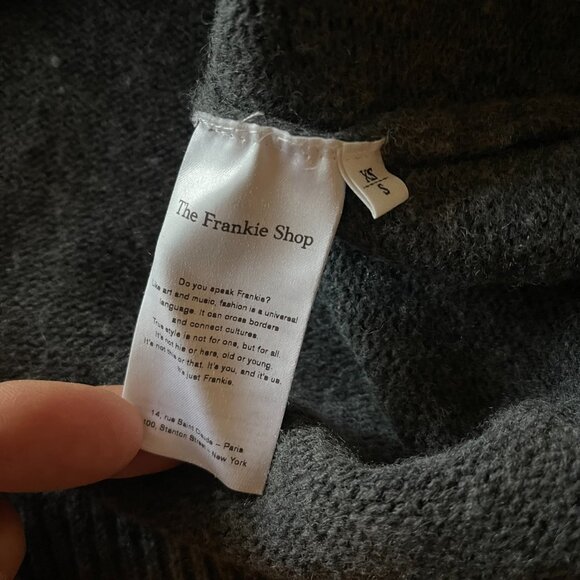 The Frankie Shop
XS/S
Do you speak Frankie?
Like art and music, fashion is a universal
language. It can cross borders
and connect cultures.
True style is not for one, but for all.
It's not his or hers, old or young.
It's not this or that. It's you, and it's us.
It's just Frankie.
14, rue Saint Claude – Paris
100, Stanton Street – New York